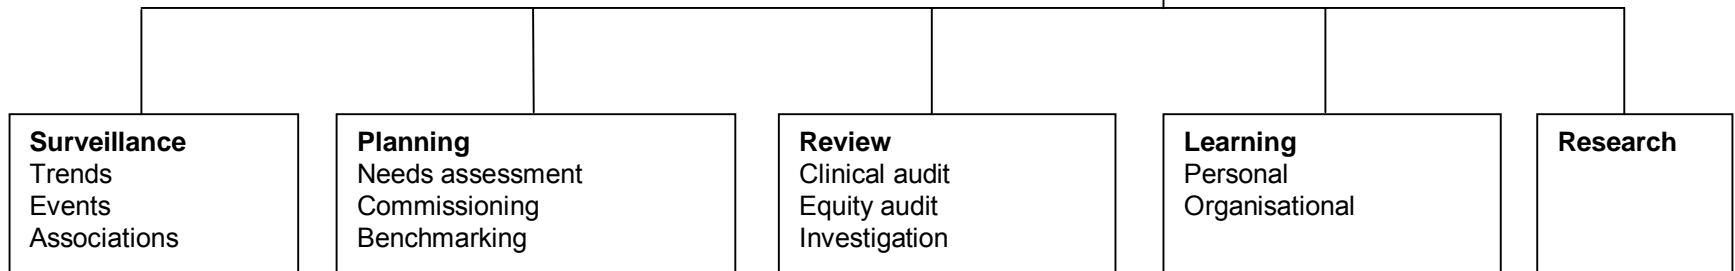 Surveillance
Trends
Events
Associations
Planning
Needs assessment
Commissioning
Benchmarking
Review
Clinical audit
Equity audit
Investigation
Learning
Personal
Organisational
Research